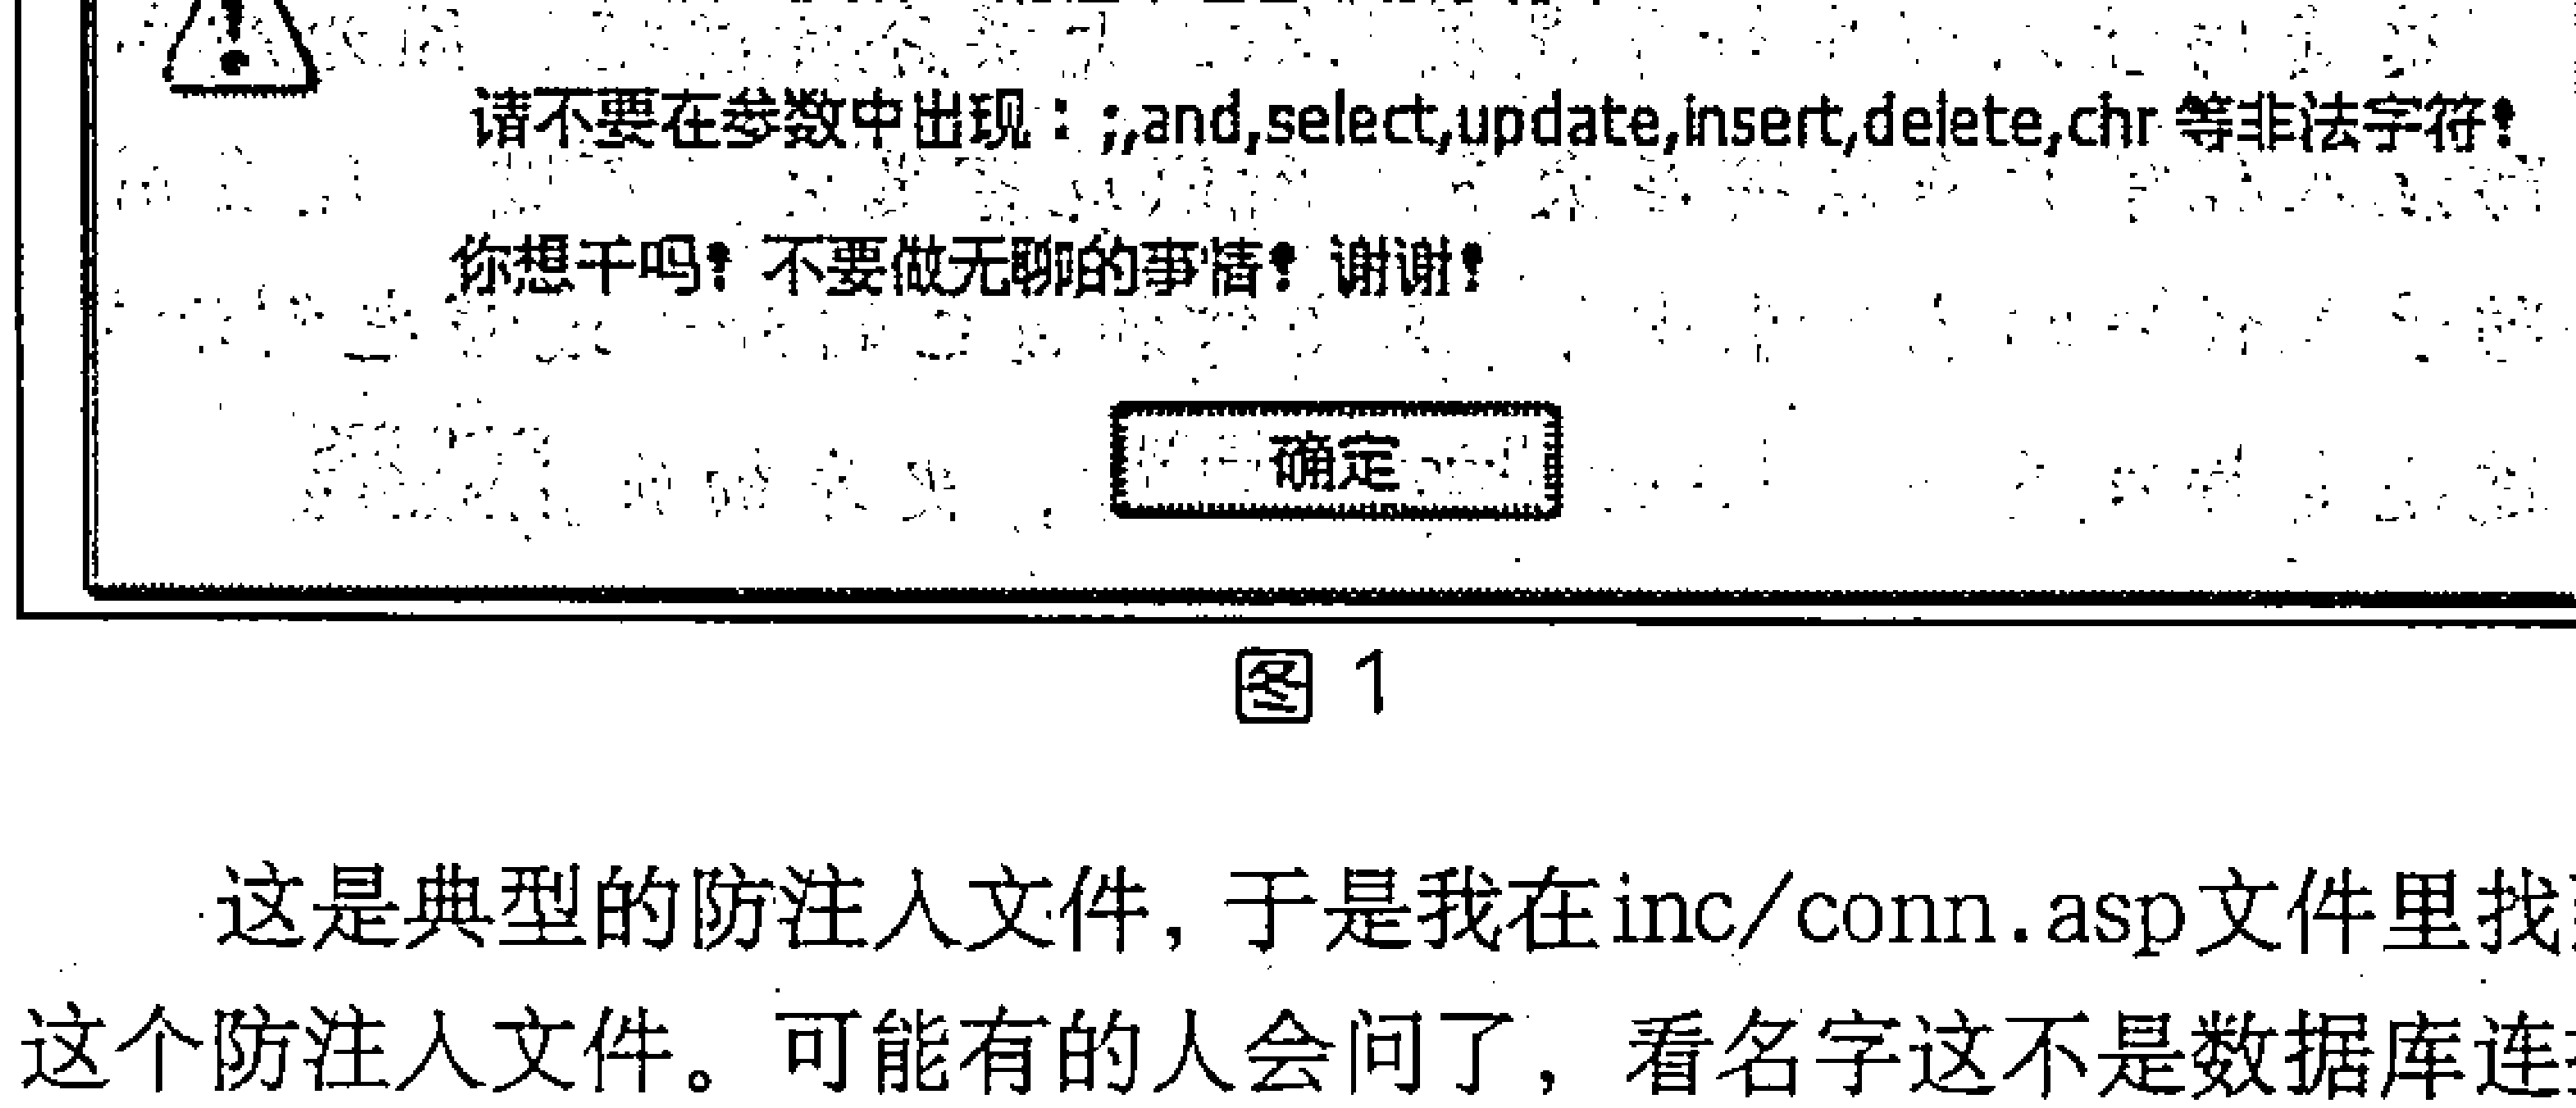 请不要在参数中出现：;,and,select,update,insert,delete,chr 等非法字符！
你想干吗！不要做无聊的事情！谢谢！
确定
图 1
这是典型的防注人文件，于是我在inc/conn.asp文件里找
这个防注人文件。可能有的人会问了，看名字这不是数据库连